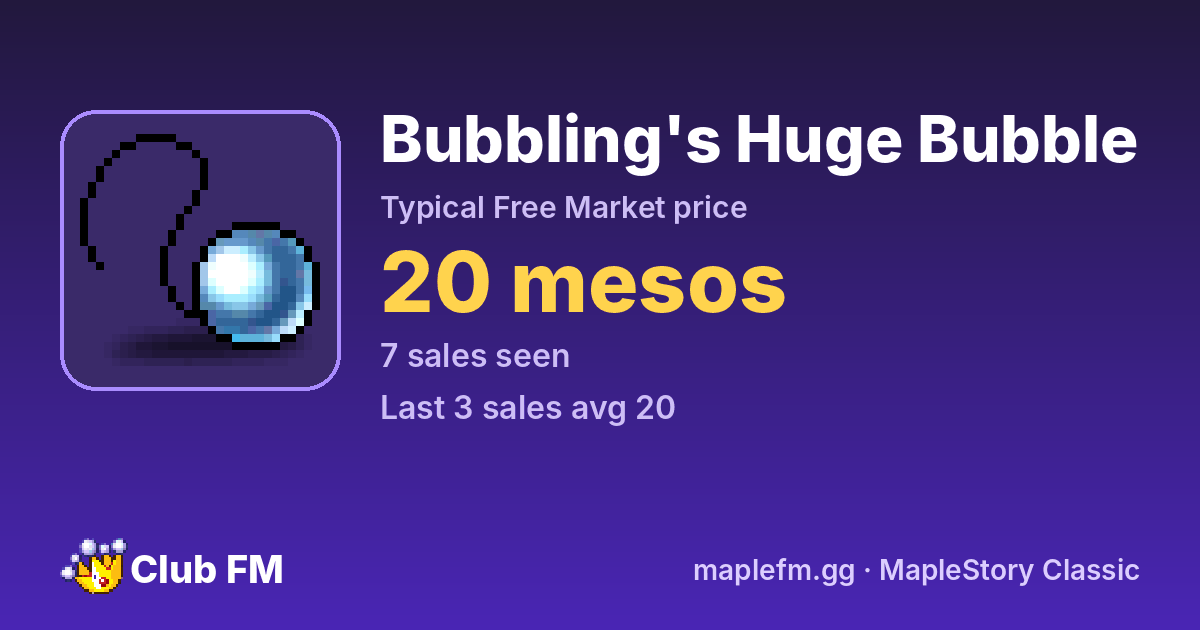 Bubbling's Huge Bubble
Typical Free Market price
20 mesos
7 sales seen
Last 3 sales avg 20
Club FM
maplefm.gg · MapleStory Classic